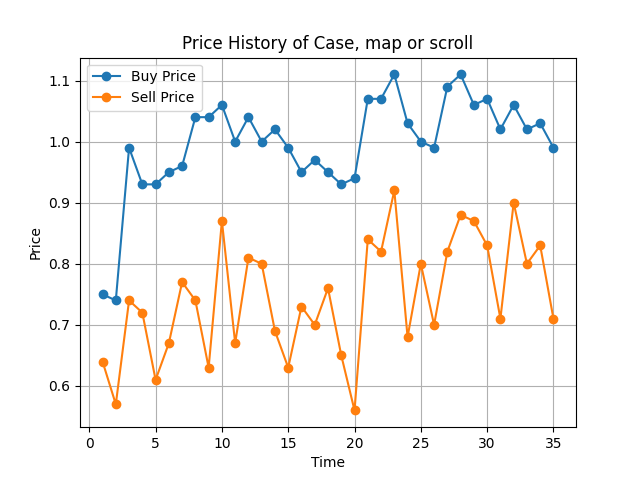 Price History of Case, map or scroll
Buy Price
Sell Price
1.1
1.0
0.9
0.8
0.7
0.6
Price
0 5 10 15 20 25 30 35
Time